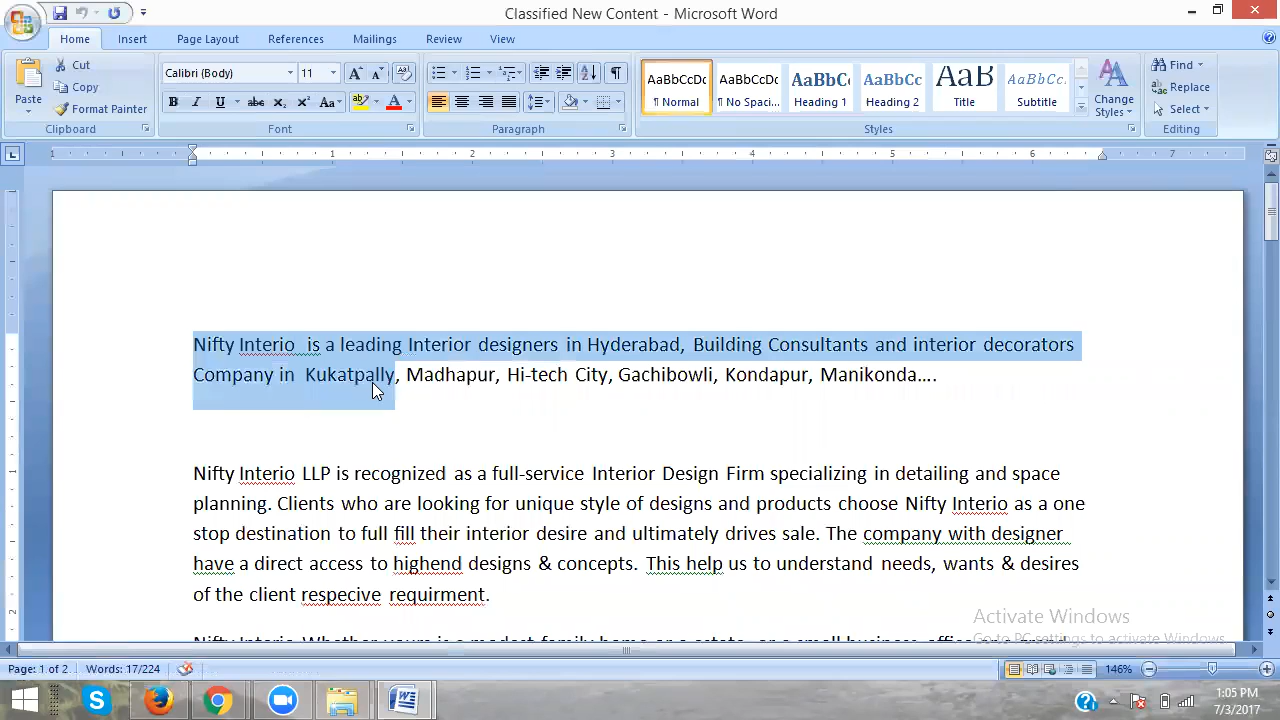 Classified New Content - Microsoft Word
Home Insert Page Layout References Mailings Review View
Paste Cut Copy Format Painter Clipboard
Calibri (Body) 11 Font
Paragraph
AaBbCcDc AaBbCcDc AaBbC AaBbCc AaB AaBbCc.
¶ Normal ¶ No Spaci... Heading 1 Heading 2 Title Subtitle
Change Styles Styles
Find Replace Select Editing
1 1 2 3 4 5 6 7
Nifty Interio is a leading Interior designers in Hyderabad, Building Consultants and interior decorators
Company in Kukatpally, Madhapur, Hi-tech City, Gachibowli, Kondapur, Manikonda....
Nifty Interio LLP is recognized as a full-service Interior Design Firm specializing in detailing and space
planning. Clients who are looking for unique style of designs and products choose Nifty Interio as a one
stop destination to full fill their interior desire and ultimately drives sale. The company with designer
have a direct access to highend designs & concepts. This help us to understand needs, wants & desires
of the client respecive requirment.
Nifty Interio Whether yours is a modest family home or a estate, or a small business
Activate Windows
Go to PC settings to activate Windows.
Page: 1 of 2 Words: 17/224 146%
1:05 PM
7/3/2017